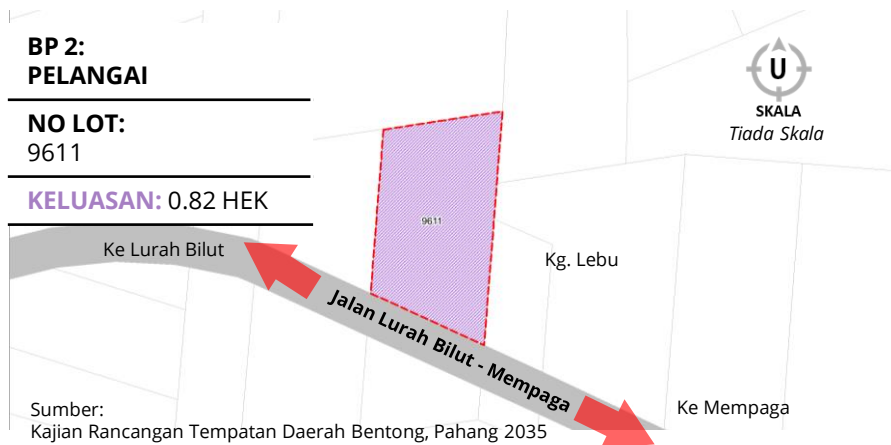 BP 2:
PELANGAI
NO LOT:
9611
KELUASAN: 0.82 HEK
U
SKALA
Tiada Skala
9611
Ke Lurah Bilut
Kg. Lebu
Jalan Lurah Bilut - Mempaga
Ke Mempaga
Sumber:
Kajian Rancangan Tempatan Daerah Bentong, Pahang 2035